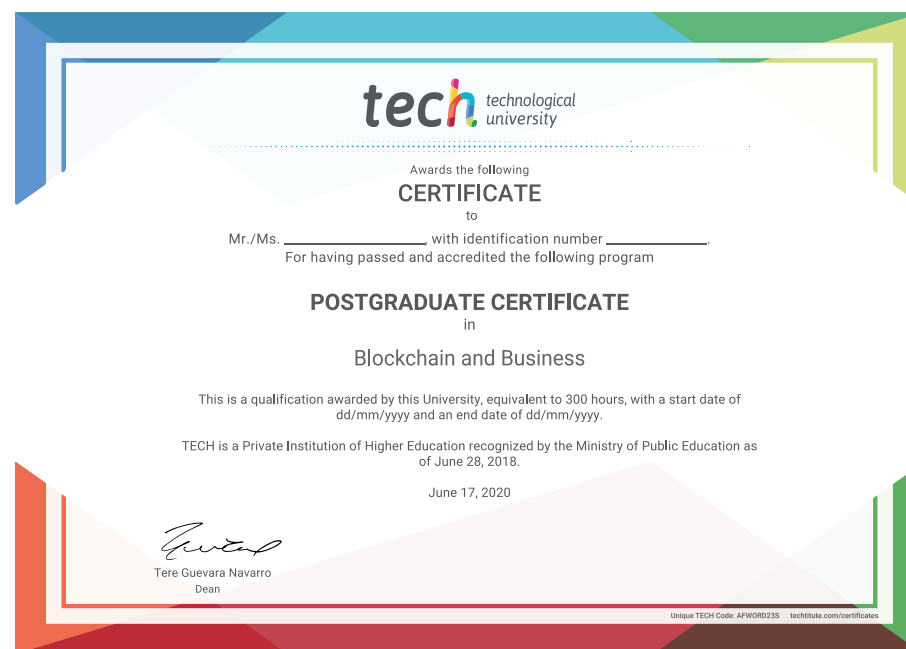 tech technological
university
Awards the following
CERTIFICATE
to
Mr./Ms. ____________________, with identification number ______________.
For having passed and accredited the following program
POSTGRADUATE CERTIFICATE
in
Blockchain and Business
This is a qualification awarded by this University, equivalent to 300 hours, with a start date of
dd/mm/yyyy and an end date of dd/mm/yyyy.
TECH is a Private Institution of Higher Education recognized by the Ministry of Public Education as
of June 28, 2018.
June 17, 2020
Tere Guevara Navarro
Dean
Unique TECH Code: AFWORD23S techtitute.com/certificates